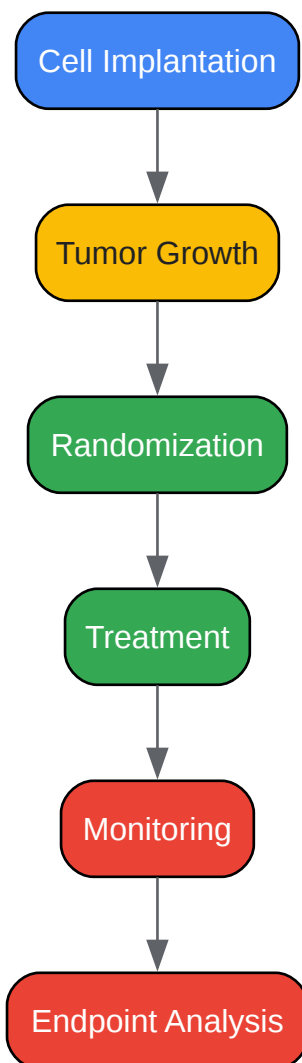 Cell Implantation
Tumor Growth
Randomization
Treatment
Monitoring
Endpoint Analysis